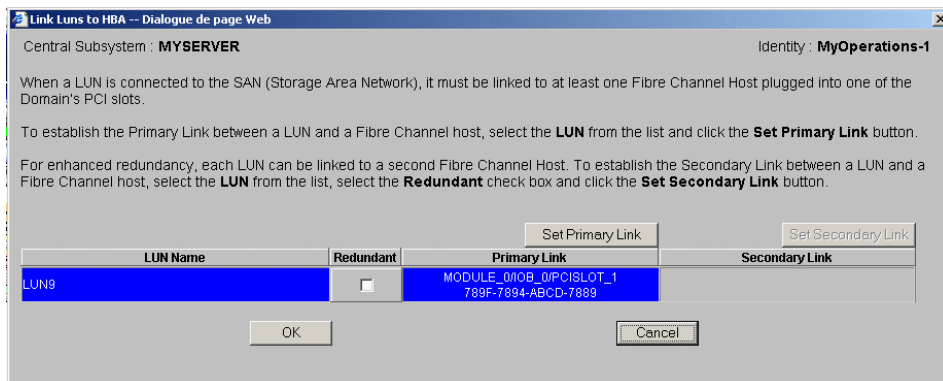 Link Luns to HBA -- Dialogue de page Web
Central Subsystem : MYSERVER Identity : MyOperations-1
When a LUN is connected to the SAN (Storage Area Network), it must be linked to at least one Fibre Channel Host plugged into one of the
Domain's PCI slots.
To establish the Primary Link between a LUN and a Fibre Channel host, select the LUN from the list and click the Set Primary Link button.
For enhanced redundancy, each LUN can be linked to a second Fibre Channel Host. To establish the Secondary Link between a LUN and a
Fibre Channel host, select the LUN from the list, select the Redundant check box and click the Set Secondary Link button.
Set Primary Link Set Secondary Link
LUN Name Redundant Primary Link Secondary Link
LUN9 MODULE_0/IOB_0/PCISLOT_1
789F-7894-ABCD-7889
OK Cancel